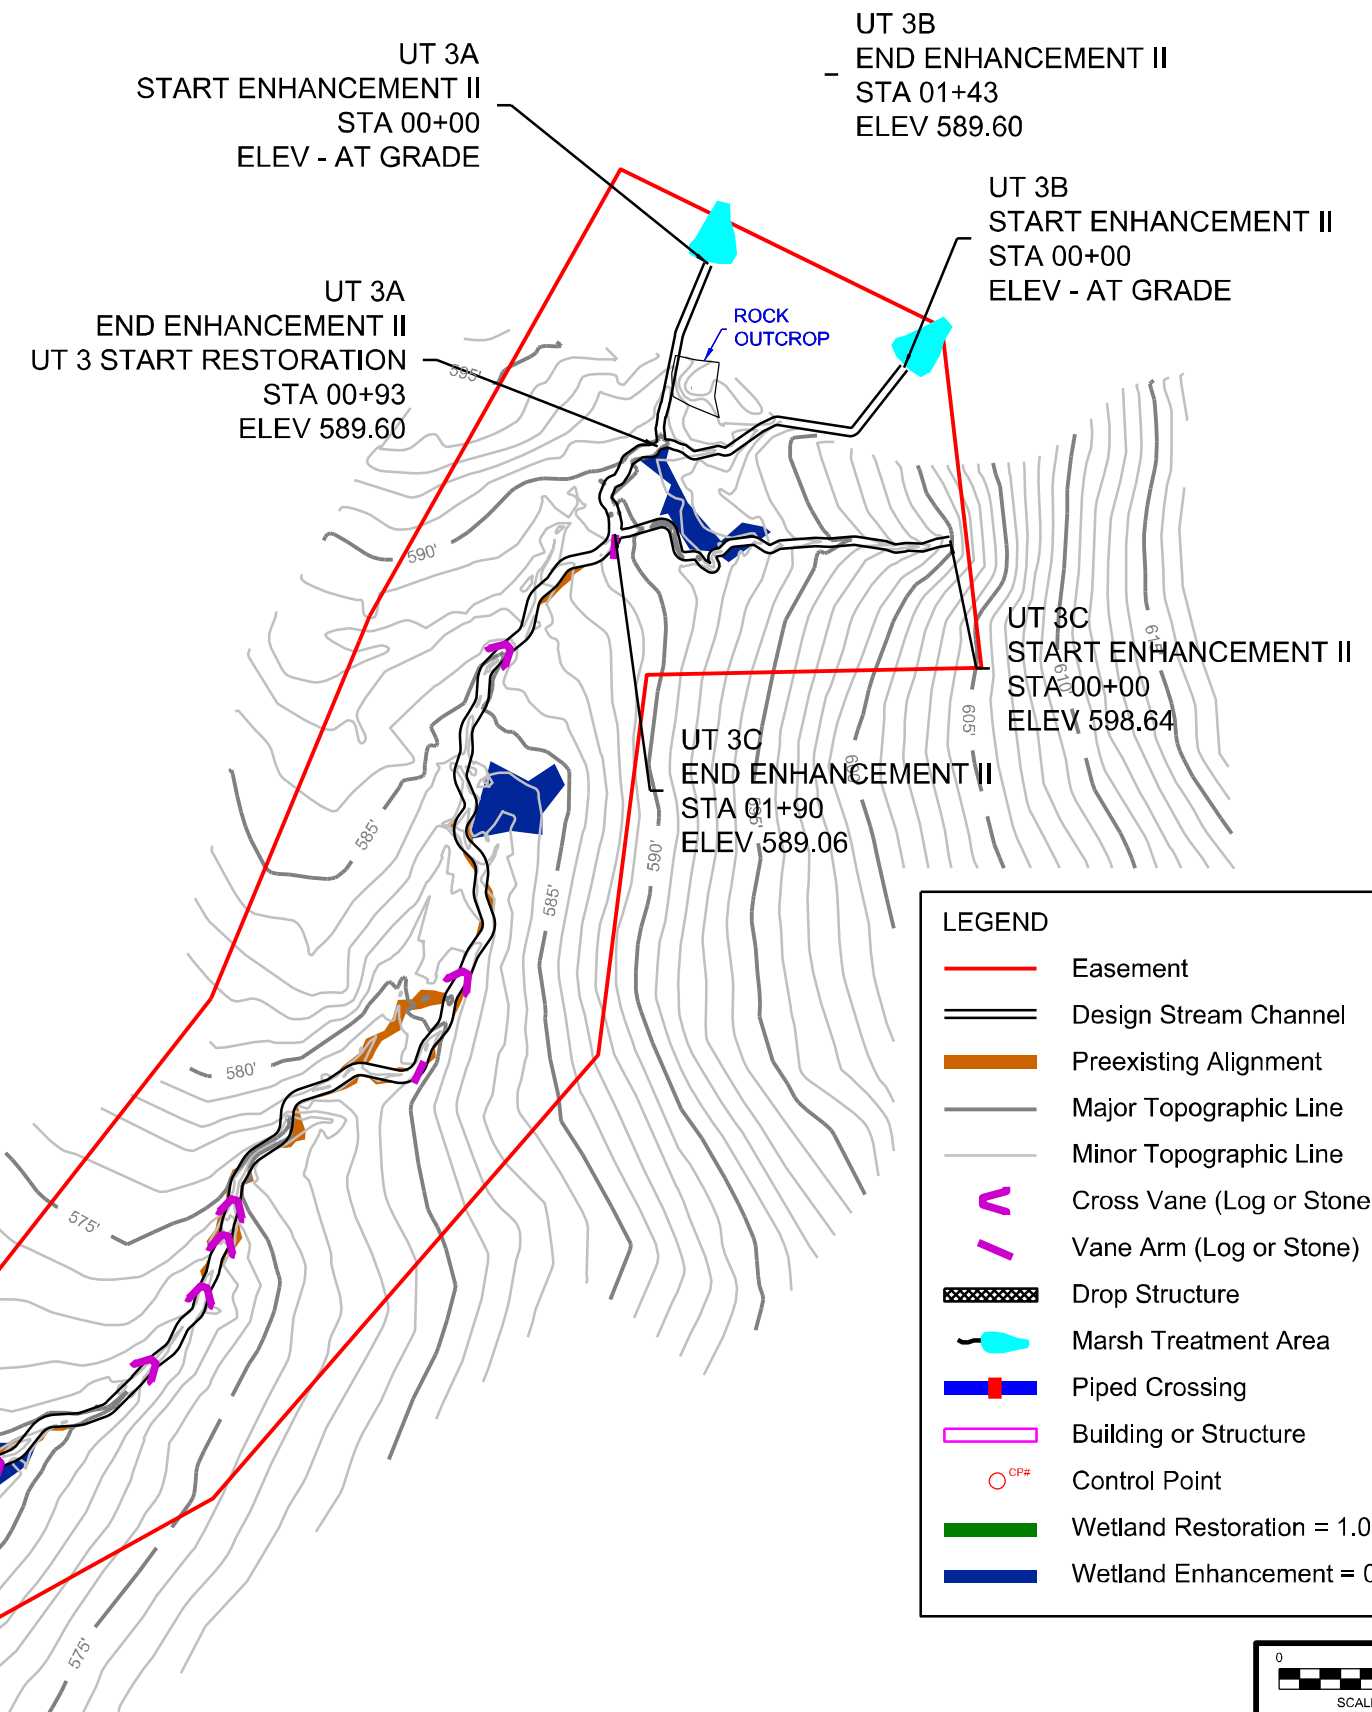 UT 3B
END ENHANCEMENT II
STA 01+43
ELEV 589.60
UT 3A
START ENHANCEMENT II
STA 00+00
ELEV - AT GRADE
UT 3B
START ENHANCEMENT II
STA 00+00
ELEV - AT GRADE
UT 3A
END ENHANCEMENT II
UT 3 START RESTORATION
STA 00+93
ELEV 589.60
ROCK
OUTCROP
595'
590'
UT 3C
START ENHANCEMENT II
STA 00+00
ELEV 598.64
610'
605'
UT 3C
END ENHANCEMENT II
STA 01+90
ELEV 589.06
585'
590'
585'
580'
575'
575'
LEGEND
Easement
Design Stream Channel
Preexisting Alignment
Major Topographic Line
Minor Topographic Line
Cross Vane (Log or Stone
Vane Arm (Log or Stone)
Drop Structure
Marsh Treatment Area
Piped Crossing
Building or Structure
CP#
Control Point
Wetland Restoration = 1.0
Wetland Enhancement = 0
0